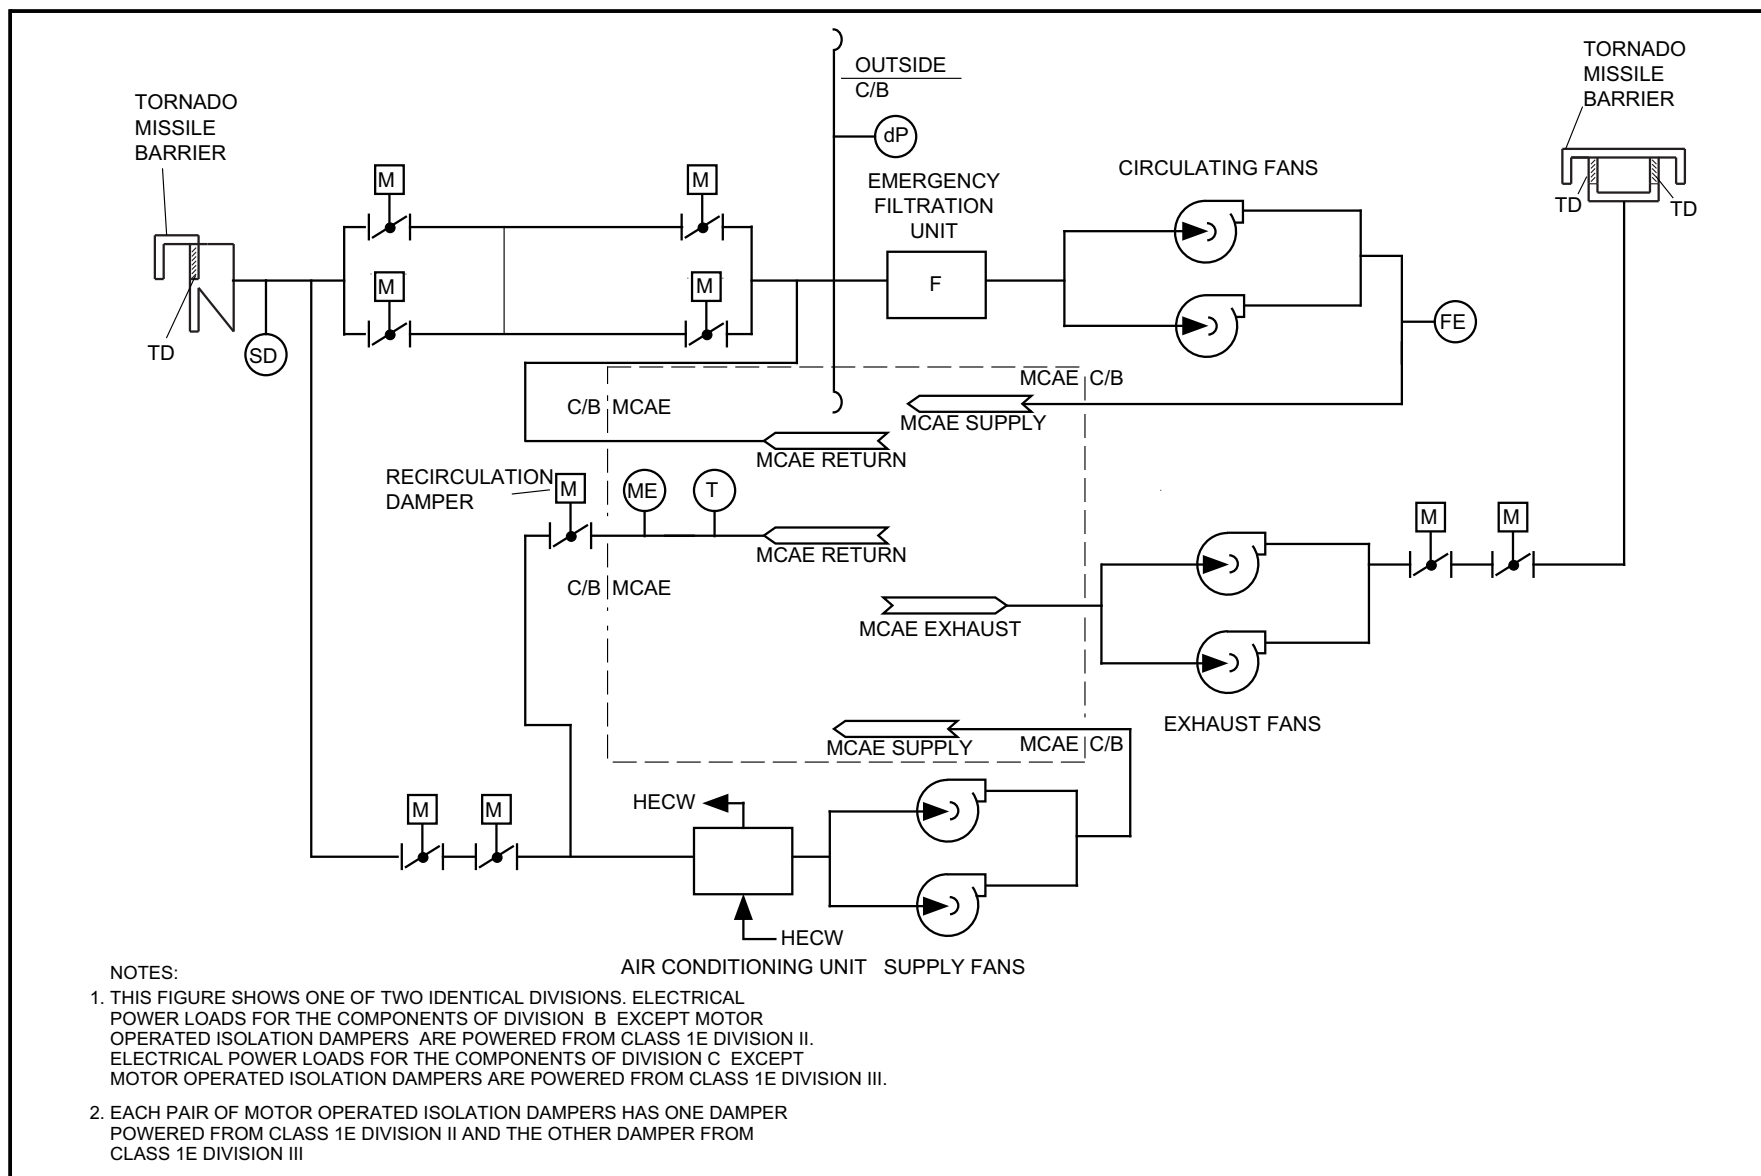 OUTSIDE
C/B
dP
TORNADO
MISSILE
BARRIER
TORNADO
MISSILE
BARRIER
M
M
EMERGENCY
FILTRATION
UNIT
CIRCULATING FANS
TD
TD
M
M
F
TD
SD
FE
MCAE C/B
C/B MCAE
MCAE SUPPLY
MCAE RETURN
RECIRCULATION
DAMPER
M
ME
T
MCAE RETURN
M
M
C/B MCAE
MCAE EXHAUST
EXHAUST FANS
MCAE SUPPLY
MCAE C/B
M
M
HECW
HECW
AIR CONDITIONING UNIT
SUPPLY FANS
NOTES:
1. THIS FIGURE SHOWS ONE OF TWO IDENTICAL DIVISIONS. ELECTRICAL
POWER LOADS FOR THE COMPONENTS OF DIVISION B EXCEPT MOTOR
OPERATED ISOLATION DAMPERS ARE POWERED FROM CLASS 1E DIVISION II.
ELECTRICAL POWER LOADS FOR THE COMPONENTS OF DIVISION C EXCEPT
MOTOR OPERATED ISOLATION DAMPERS ARE POWERED FROM CLASS 1E DIVISION III.
2. EACH PAIR OF MOTOR OPERATED ISOLATION DAMPERS HAS ONE DAMPER
POWERED FROM CLASS 1E DIVISION II AND THE OTHER DAMPER FROM
CLASS 1E DIVISION III